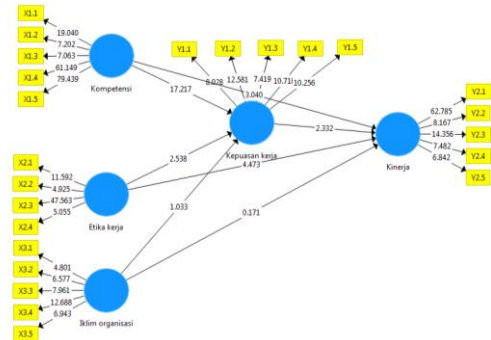 X1.1
X1.2
X1.3
X1.4
X1.5
19.040
7.202
7.063
61.149
79.439
Kompetensi
Y1.1
Y1.2
Y1.3
Y1.4
Y1.5
12.581
7.419
10.256
17.217
3.040
Kepuasan kerja
2.332
Kinerja
Y2.1
Y2.2
Y2.3
Y2.4
Y2.5
62.785
8.167
14.356
7.482
6.842
X2.1
X2.2
X2.3
X2.4
11.592
4.925
47.563
5.055
Etika kerja
2.538
4.473
1.033
0.171
X3.1
X3.2
X3.3
X3.4
X3.5
4.801
6.577
7.961
12.688
6.943
Iklim organisasi